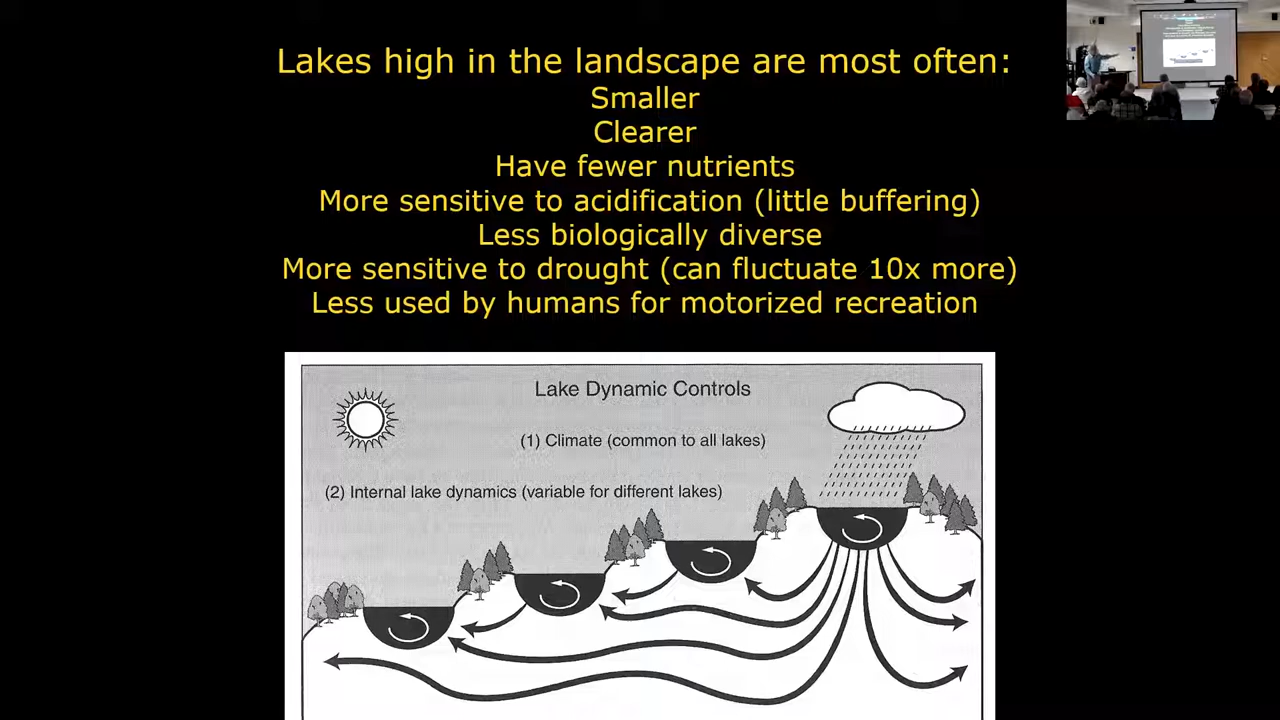 Lakes high in the landscape are most often:
Smaller
Clearer
Have fewer nutrients
More sensitive to acidification (little buffering)
Less biologically diverse
More sensitive to drought (can fluctuate 10x more)
Less used by humans for motorized recreation
Lake Dynamic Controls
(1) Climate (common to all lakes)
(2) Internal lake dynamics (variable for different lakes)